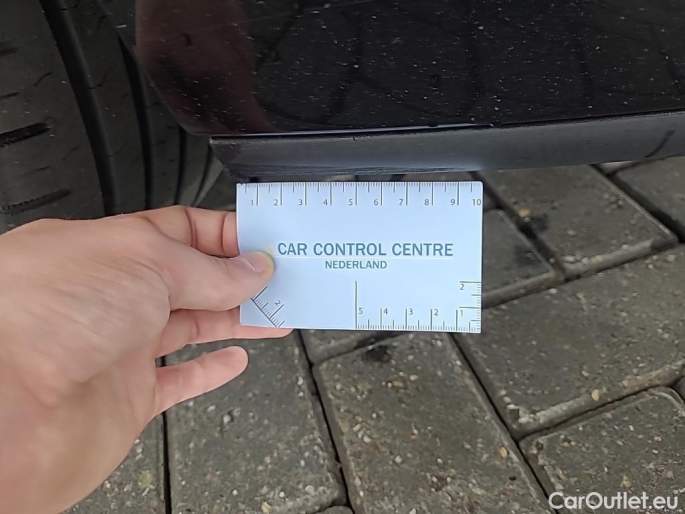 1 2 3 4 5 6 7 8 9 10
CAR CONTROL CENTRE
NEDERLAND
2
2
5 4 3 2 1
1
CarOutlet.eu